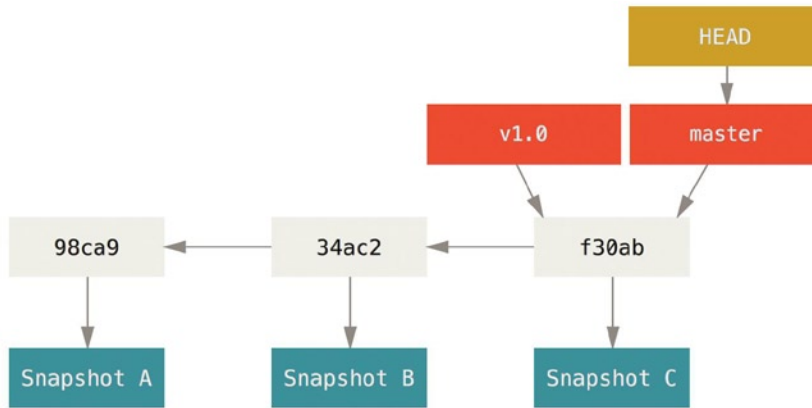 HEAD
v1.0
master
98ca9
34ac2
f30ab
Snapshot A
Snapshot B
Snapshot C